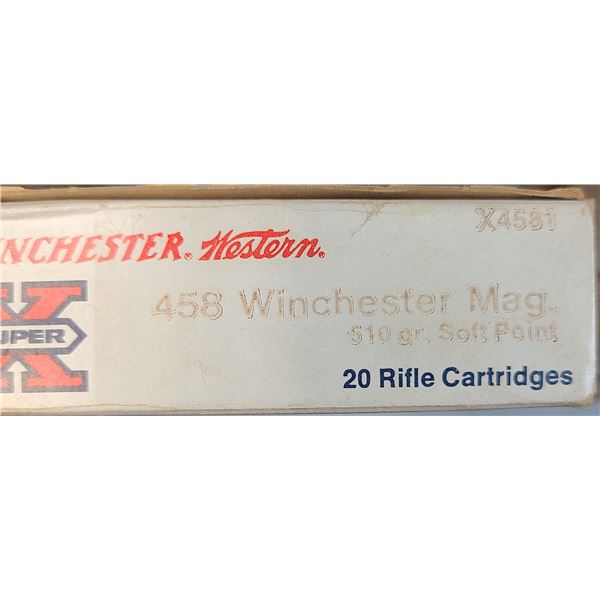 X4581
NCHESTER® Western®
458 Winchester Mag.
510 gr. Soft Point
X
UPER
20 Rifle Cartridges